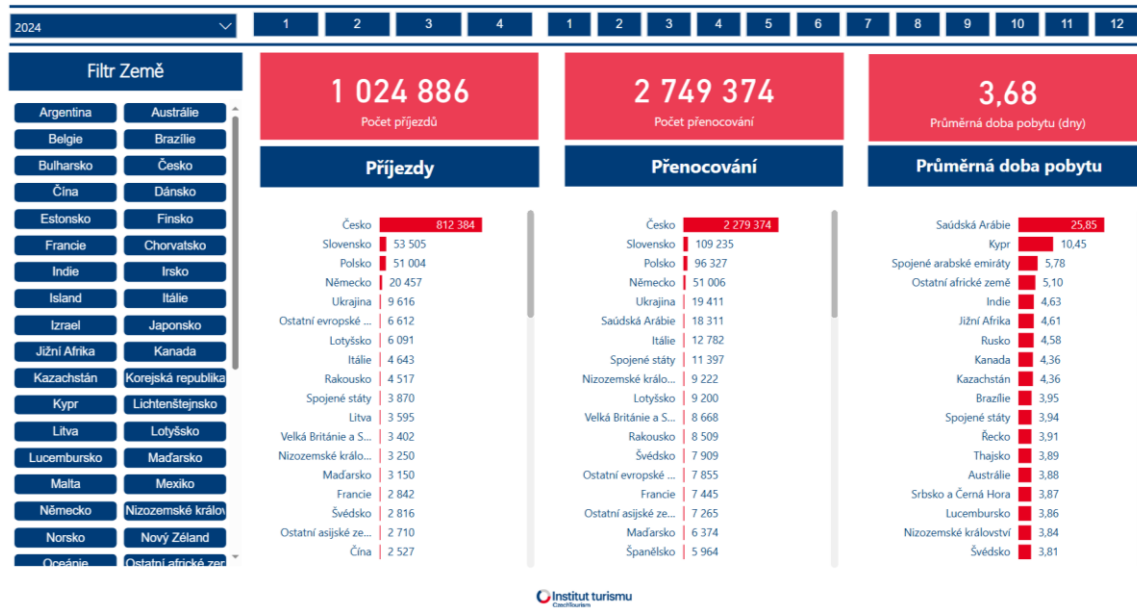 2024
1 2 3 4
1 2 3 4 5 6 7 8 9 10 11 12
Filtr Země
Argentina Austrálie
Belgie Brazílie
Bulharsko Česko
Čína Dánsko
Estonsko Finsko
Francie Chorvatsko
Indie Irsko
Island Itálie
Izrael Japonsko
Jižní Afrika Kanada
Kazachstán Korejská republika
Kypr Lichtenštejnsko
Litva Lotyšsko
Lucembursko Maďarsko
Malta Mexiko
Německo Nizozemské králov
Norsko Nový Zéland
Oceánie Ostatní africké zer
1 024 886
Počet příjezdů
Příjezdy
Česko 812 384
Slovensko 53 505
Polsko 51 004
Německo 20 457
Ukrajina 9 616
Ostatní evropské ... 6 612
Lotyšsko 6 091
Itálie 4 643
Rakousko 4 517
Spojené státy 3 870
Litva 3 595
Velká Británie a S... 3 402
Nizozemské králo... 3 250
Maďarsko 3 150
Francie 2 842
Švédsko 2 816
Ostatní asijské ze... 2 710
Čína 2 527
2 749 374
Počet přenocování
Přenocování
Česko 2 279 374
Slovensko 109 235
Polsko 96 327
Německo 51 006
Ukrajina 19 411
Saúdská Arábie 18 311
Itálie 12 782
Spojené státy 11 397
Nizozemské králo... 9 222
Lotyšsko 9 200
Velká Británie a S... 8 668
Rakousko 8 509
Švédsko 7 909
Ostatní evropské ... 7 855
Francie 7 445
Ostatní asijské ze... 7 265
Maďarsko 6 374
Španělsko 5 964
3,68
Průměrná doba pobytu (dny)
Průměrná doba pobytu
Saúdská Arábie 25,85
Kypr 10,45
Spojené arabské emiráty 5,78
Ostatní africké země 5,10
Indie 4,63
Jižní Afrika 4,61
Rusko 4,58
Kanada 4,36
Kazachstán 4,36
Brazílie 3,95
Spojené státy 3,94
Řecko 3,91
Thajsko 3,89
Austrálie 3,88
Srbsko a Černá Hora 3,87
Lucembursko 3,86
Nizozemské království 3,84
Švédsko 3,81
Institut turismu
CzechTourism